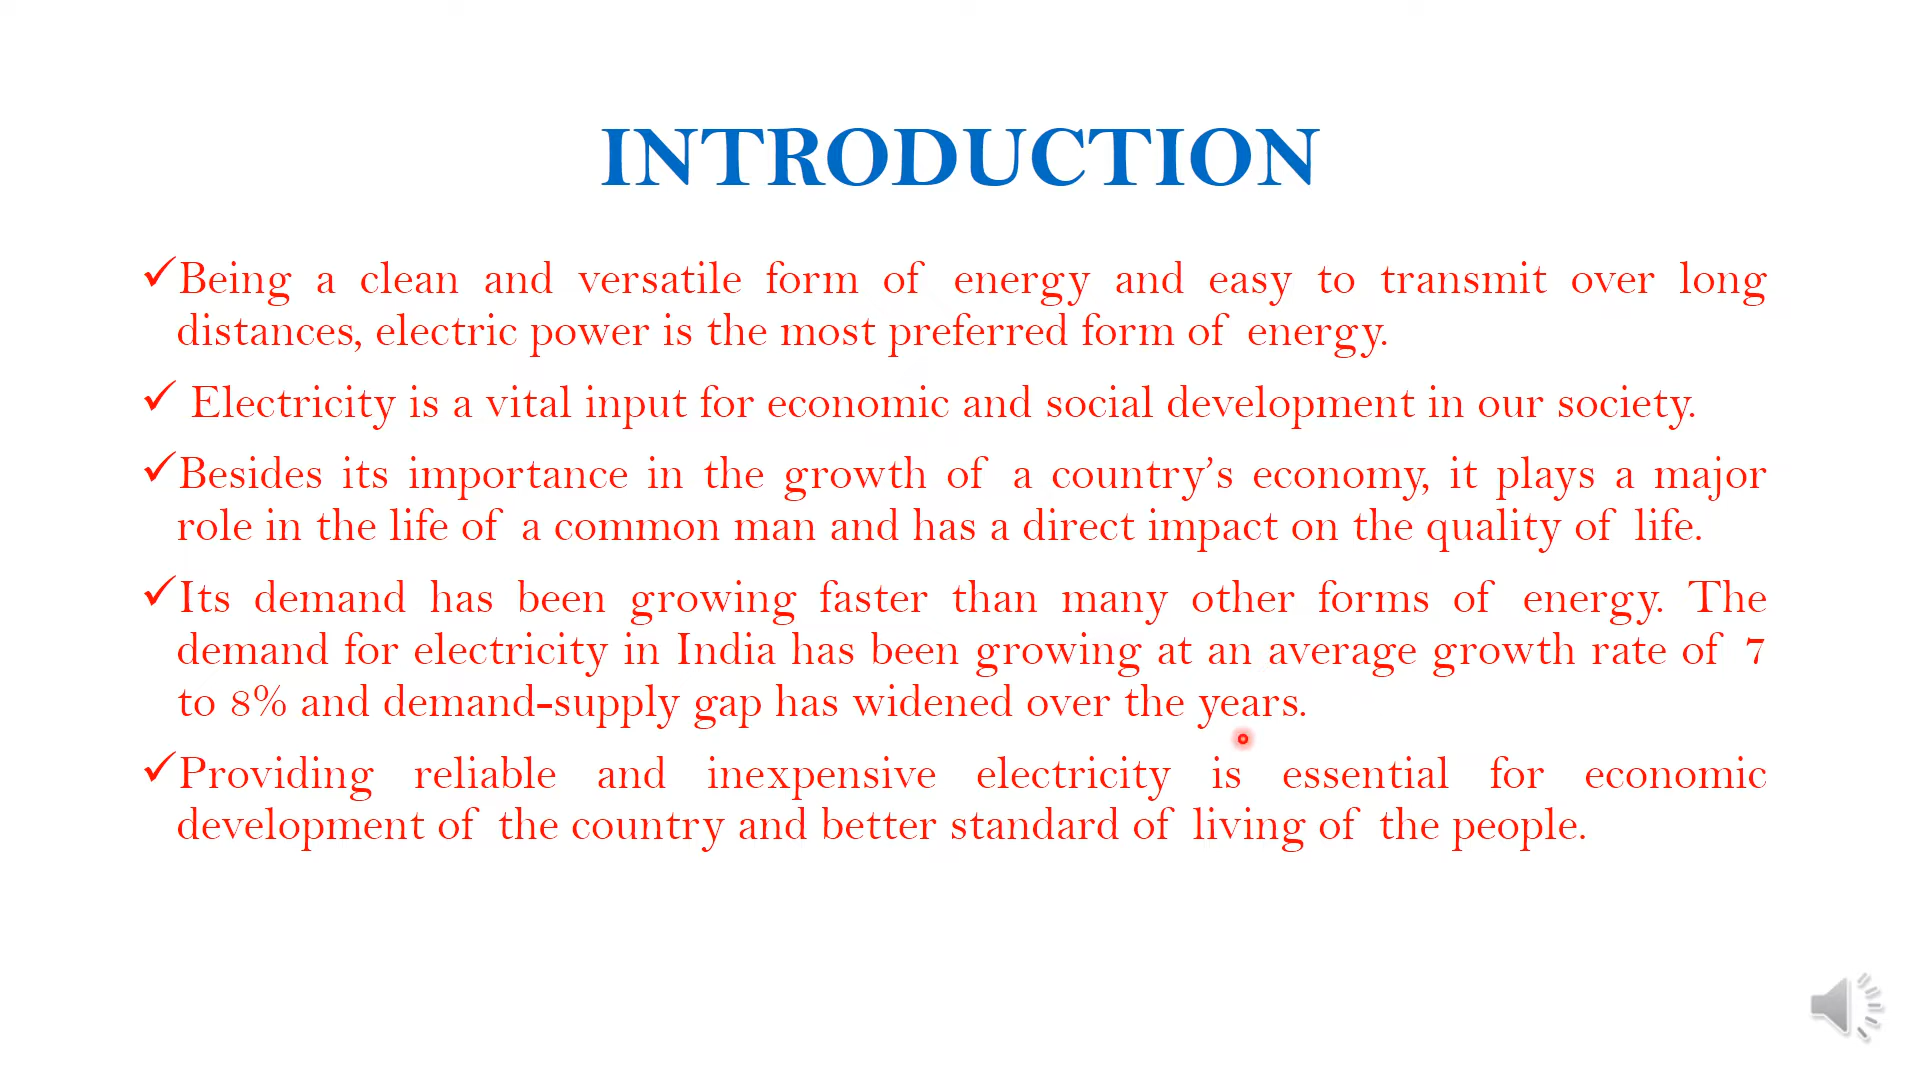 INTRODUCTION
✓Being a clean and versatile form of energy and easy to transmit over long
distances, electric power is the most preferred form of energy.
✓ Electricity is a vital input for economic and social development in our society.
✓Besides its importance in the growth of a country’s economy, it plays a major
role in the life of a common man and has a direct impact on the quality of life.
✓Its demand has been growing faster than many other forms of energy. The
demand for electricity in India has been growing at an average growth rate of 7
to 8% and demand-supply gap has widened over the years.
✓Providing reliable and inexpensive electricity is essential for economic
development of the country and better standard of living of the people.